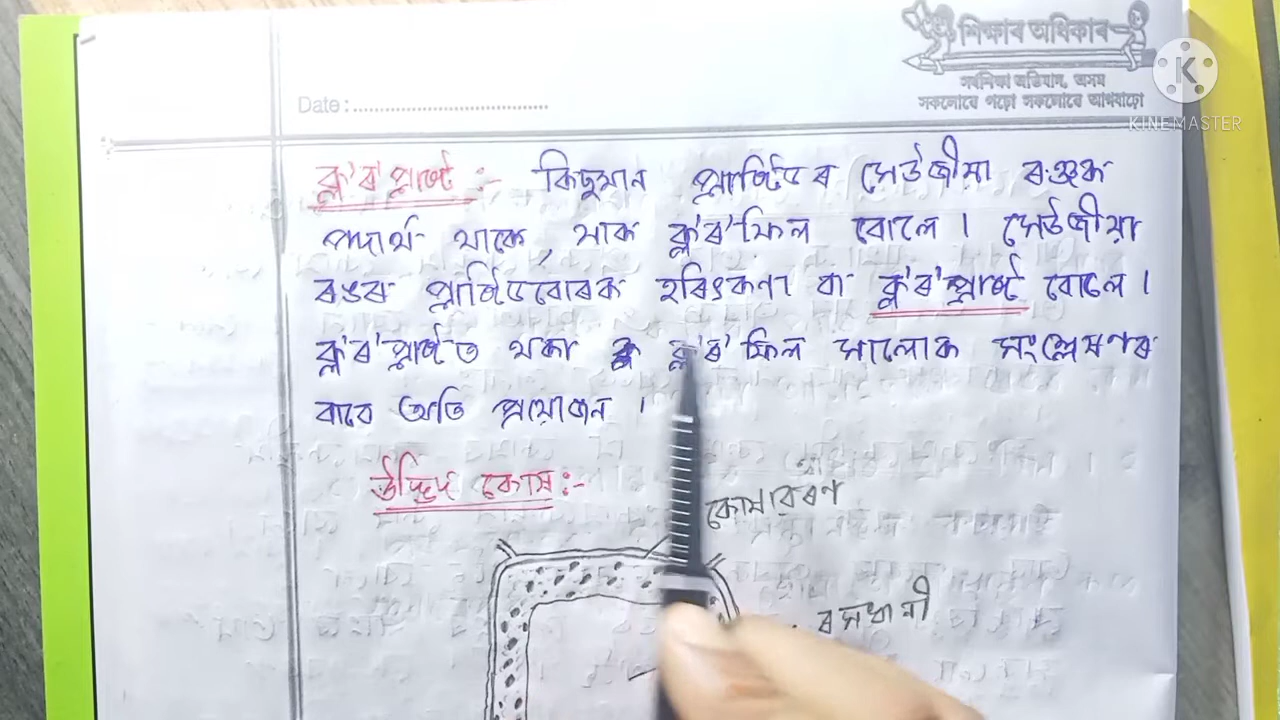 শিক্ষাৰ অধিকাৰ
সৰ্বশিক্ষা অভিযান, অসম
সকলোৱে পঢ়ো সকলোৱে আগবাঢ়ো
K
KINEMASTER
Date :
ক্ল'ৰ'প্লাষ্ট :- কিছুমান প্লাষ্টিডৰ সেউজীয়া ৰঞ্জক
পদাৰ্থ থাকে, যাক ক্ল'ৰ'ফিল বোলে । সেউজীয়া
ৰঙৰ প্লাষ্টিডবোৰক হৰিৎকণা বা ক্ল'ৰ'প্লাষ্ট বোলে ।
ক্ল'ৰ'প্লাষ্টত থকা ক্ল'ৰ'ফিল সালোক সংশ্লেষণৰ
বাবে অতি প্ৰয়োজন ।
উদ্ভিদ কোষ :-
কোষাবৰণ
ৰসধানী